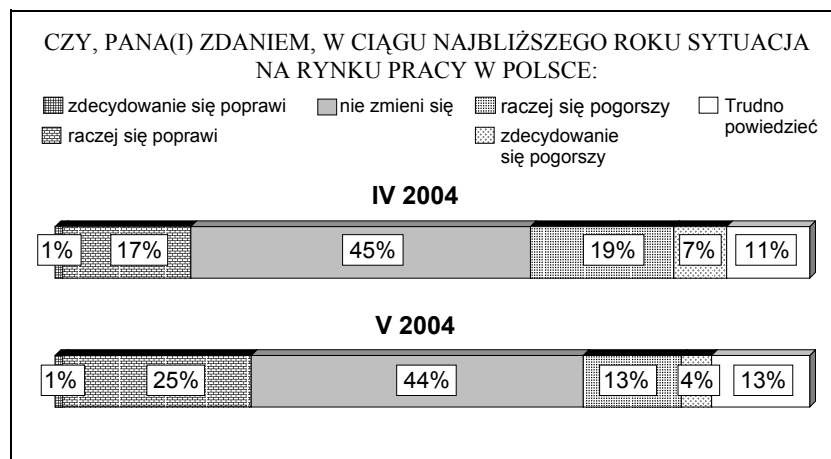 CZY, PANA(I) ZDANIEM, W CIĄGU NAJBLIŻSZEGO ROKU SYTUACJA
NA RYNKU PRACY W POLSCE:
zdecydowanie się poprawi
raczej się poprawi
nie zmieni się
raczej się pogorszy
zdecydowanie
się pogorszy
Trudno
powiedzieć
IV 2004
1% 17% 45% 19% 7% 11%
V 2004
1% 25% 44% 13% 4% 13%